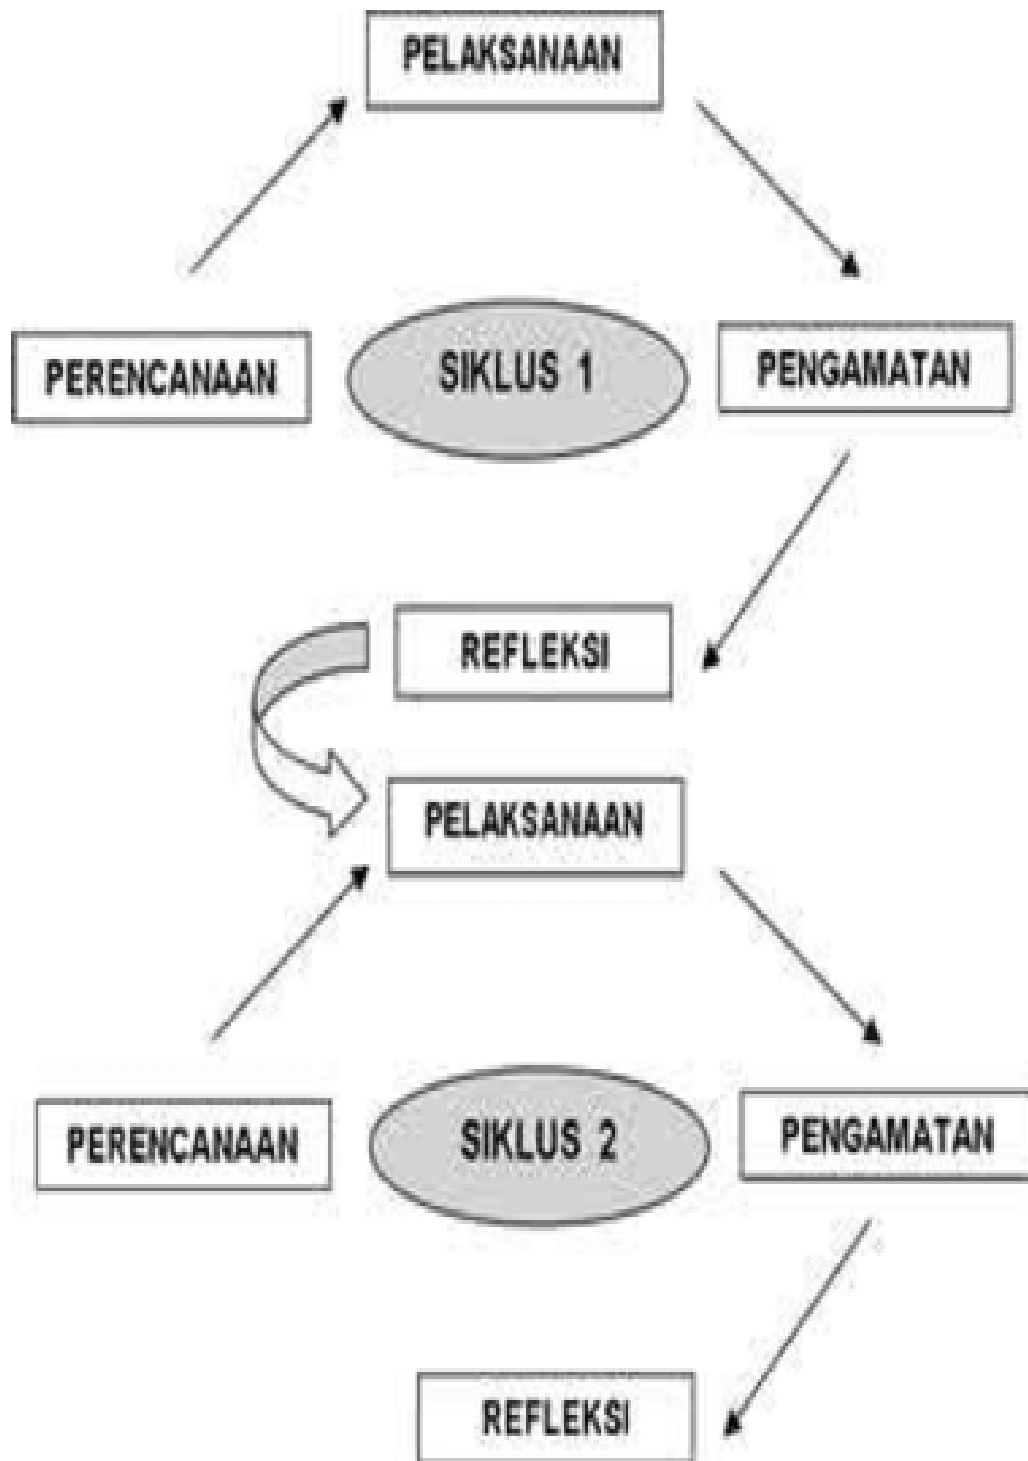 PELAKSANAAN
PERENCANAAN
SIKLUS 1
PENGAMATAN
REFLEKSI
PELAKSANAAN
PERENCANAAN
SIKLUS 2
PENGAMATAN
REFLEKSI